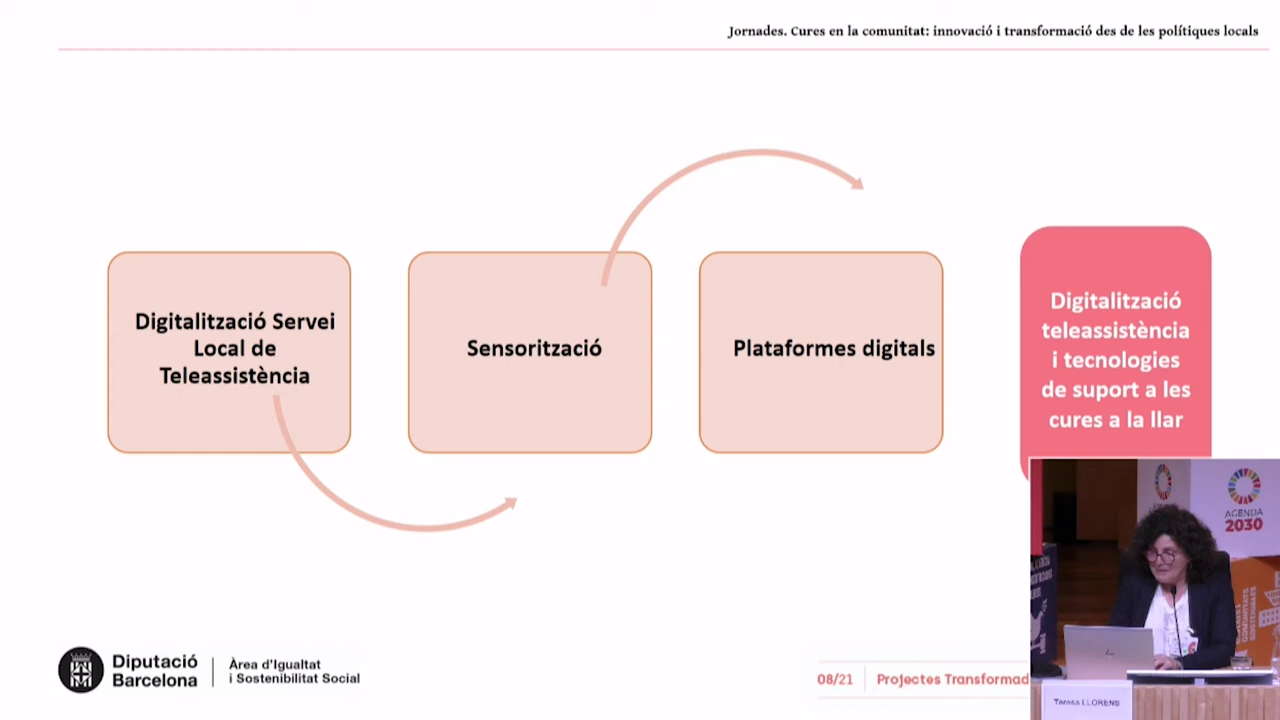 Jornades. Cures en la comunitat: innovació i transformació des de les polítiques locals
Digitalització Servei
Local de
Teleassistència
Sensorització
Plataformes digitals
Digitalització
teleassistència
i tecnologies
de suport a les
cures a la llar
AGENDA
2030
Diputació
Barcelona
Àrea d'Igualtat
i Sostenibilitat Social
08/21
Projectes Transformad
Teresa LLORENS